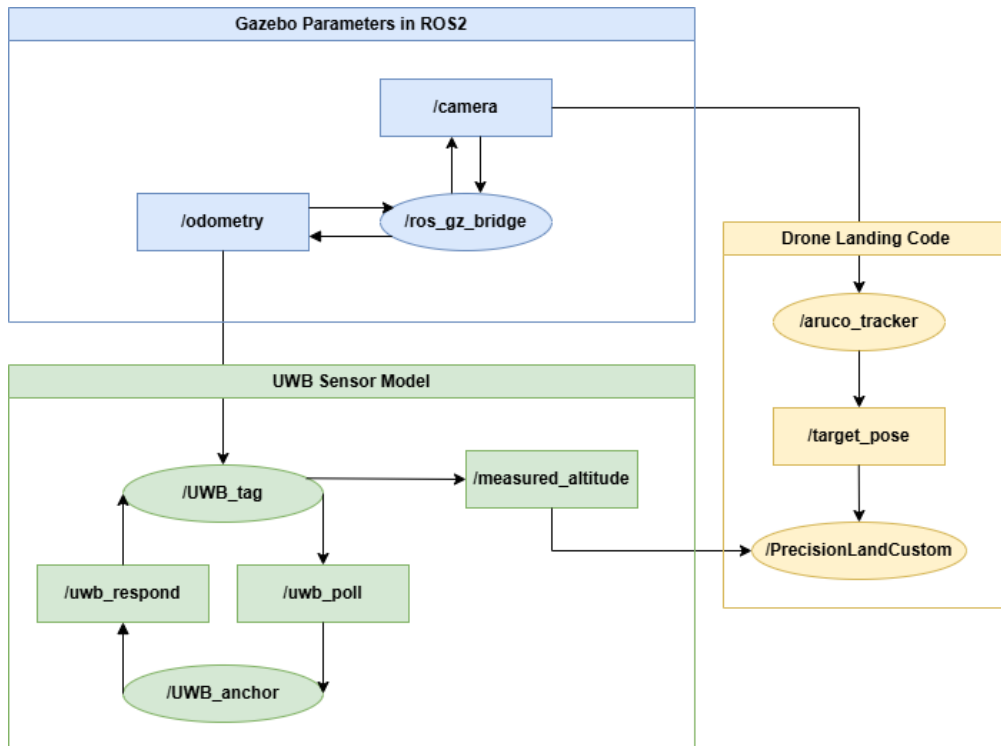 Gazebo Parameters in ROS2
/camera
/odometry
/ros_gz_bridge
Drone Landing Code
/aruco_tracker
/target_pose
/PrecisionLandCustom
UWB Sensor Model
/UWB_tag
/measured_altitude
/uwb_respond
/uwb_poll
/UWB_anchor